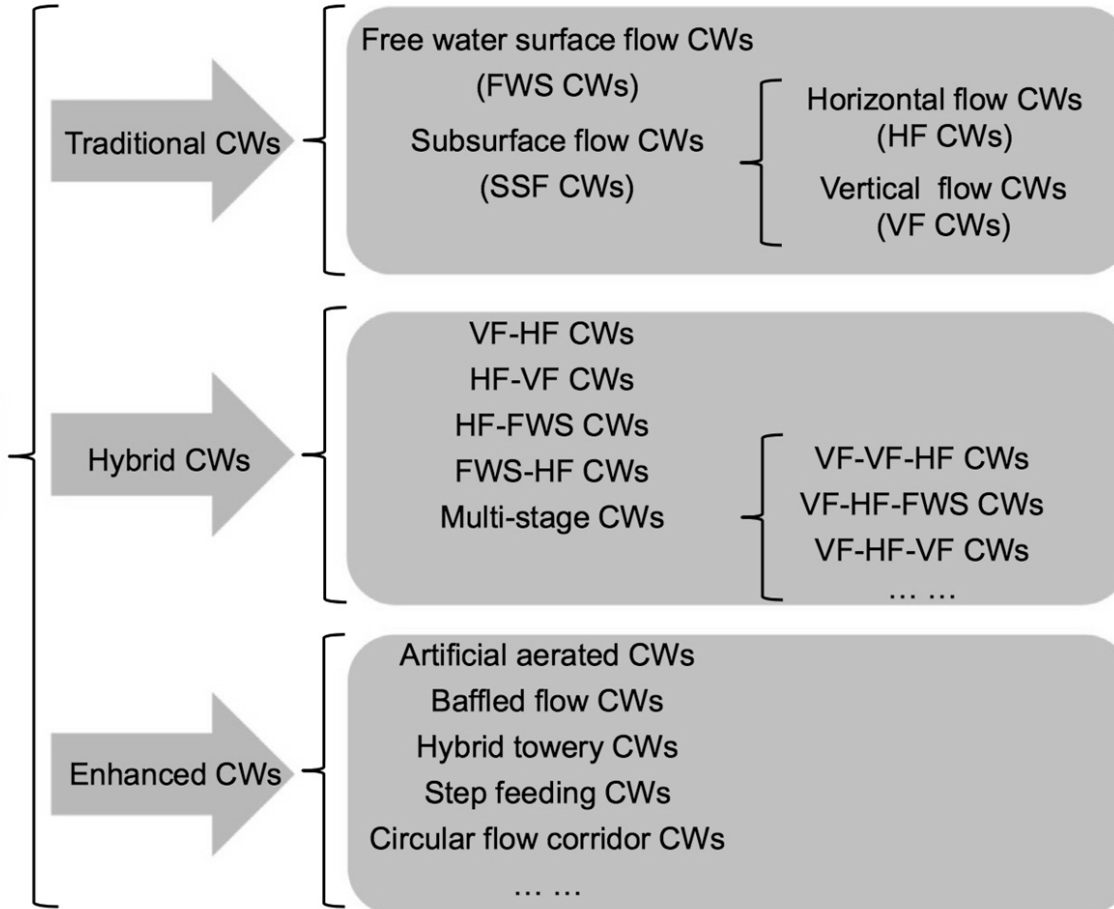 Traditional CWs
Free water surface flow CWs
(FWS CWs)
Subsurface flow CWs
(SSF CWs)
Horizontal flow CWs
(HF CWs)
Vertical flow CWs
(VF CWs)
Hybrid CWs
VF-HF CWs
HF-VF CWs
HF-FWS CWs
FWS-HF CWs
Multi-stage CWs
VF-VF-HF CWs
VF-HF-FWS CWs
VF-HF-VF CWs
... ...
Enhanced CWs
Artificial aerated CWs
Baffled flow CWs
Hybrid towery CWs
Step feeding CWs
Circular flow corridor CWs
... ...